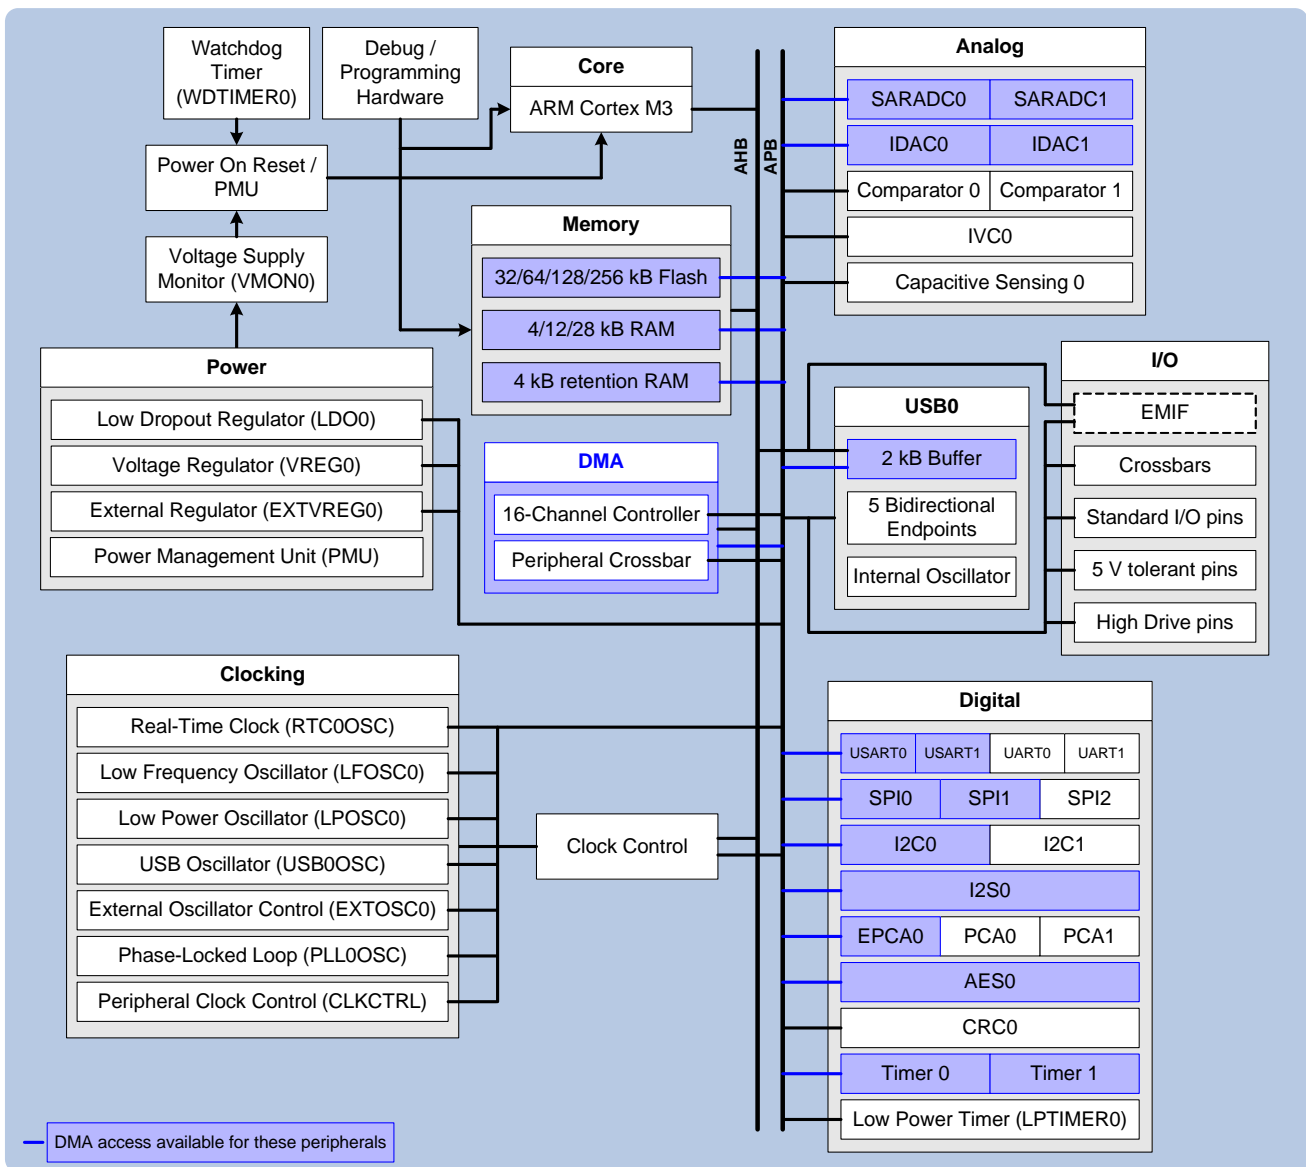 Watchdog
Timer
(WDTIMER0)
Debug /
Programming
Hardware
Core
ARM Cortex M3
Power On Reset /
PMU
Voltage Supply
Monitor (VMON0)
AHB
APB
Memory
32/64/128/256 kB Flash
4/12/28 kB RAM
4 kB retention RAM
Analog
SARADC0
SARADC1
IDAC0
IDAC1
Comparator 0
Comparator 1
IVC0
Capacitive Sensing 0
Power
Low Dropout Regulator (LDO0)
Voltage Regulator (VREG0)
External Regulator (EXTVREG0)
Power Management Unit (PMU)
DMA
16-Channel Controller
Peripheral Crossbar
USB0
2 kB Buffer
5 Bidirectional
Endpoints
Internal Oscillator
I/O
EMIF
Crossbars
Standard I/O pins
5 V tolerant pins
High Drive pins
Clocking
Real-Time Clock (RTC0OSC)
Low Frequency Oscillator (LFOSC0)
Low Power Oscillator (LPOSC0)
USB Oscillator (USB0OSC)
External Oscillator Control (EXTOSC0)
Phase-Locked Loop (PLL0OSC)
Peripheral Clock Control (CLKCTRL)
Clock Control
Digital
USART0
USART1
UART0
UART1
SPI0
SPI1
SPI2
I2C0
I2C1
I2S0
EPCA0
PCA0
PCA1
AES0
CRC0
Timer 0
Timer 1
Low Power Timer (LPTIMER0)
DMA access available for these peripherals